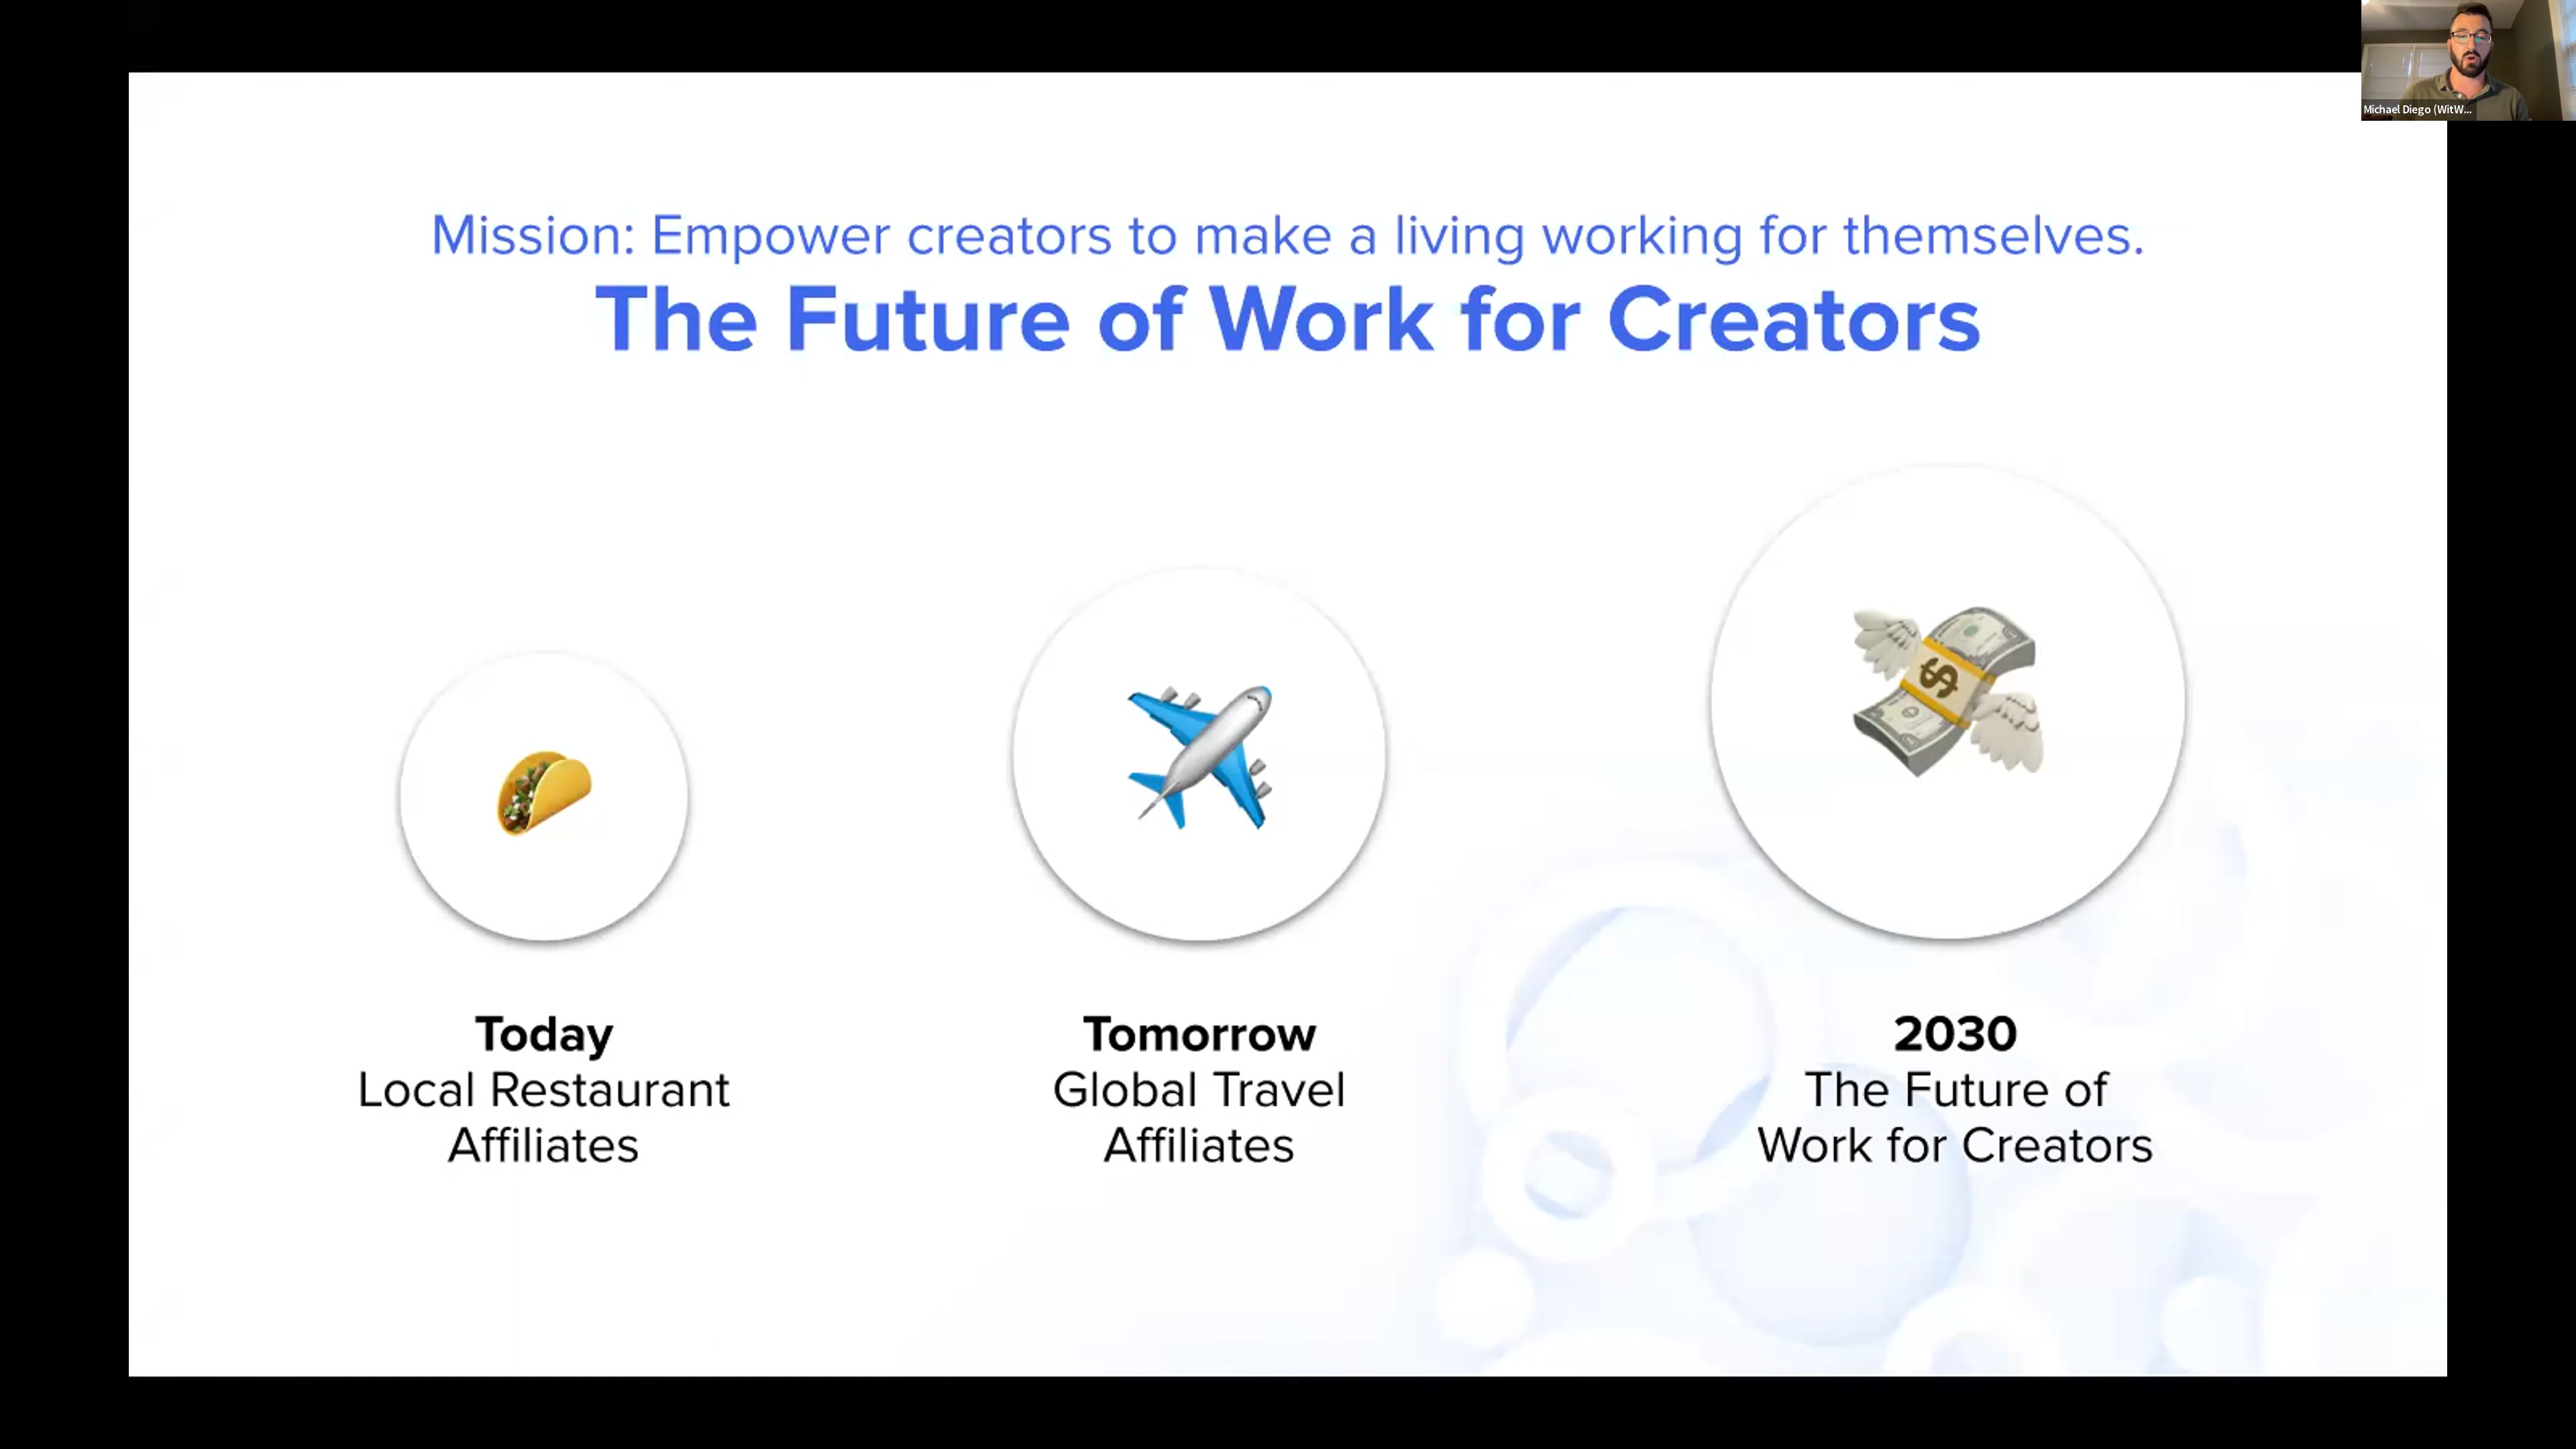 Michael Diego (WitW...
Mission: Empower creators to make a living working for themselves.
The Future of Work for Creators
Today
Local Restaurant
Affiliates
Tomorrow
Global Travel
Affiliates
2030
The Future of
Work for Creators